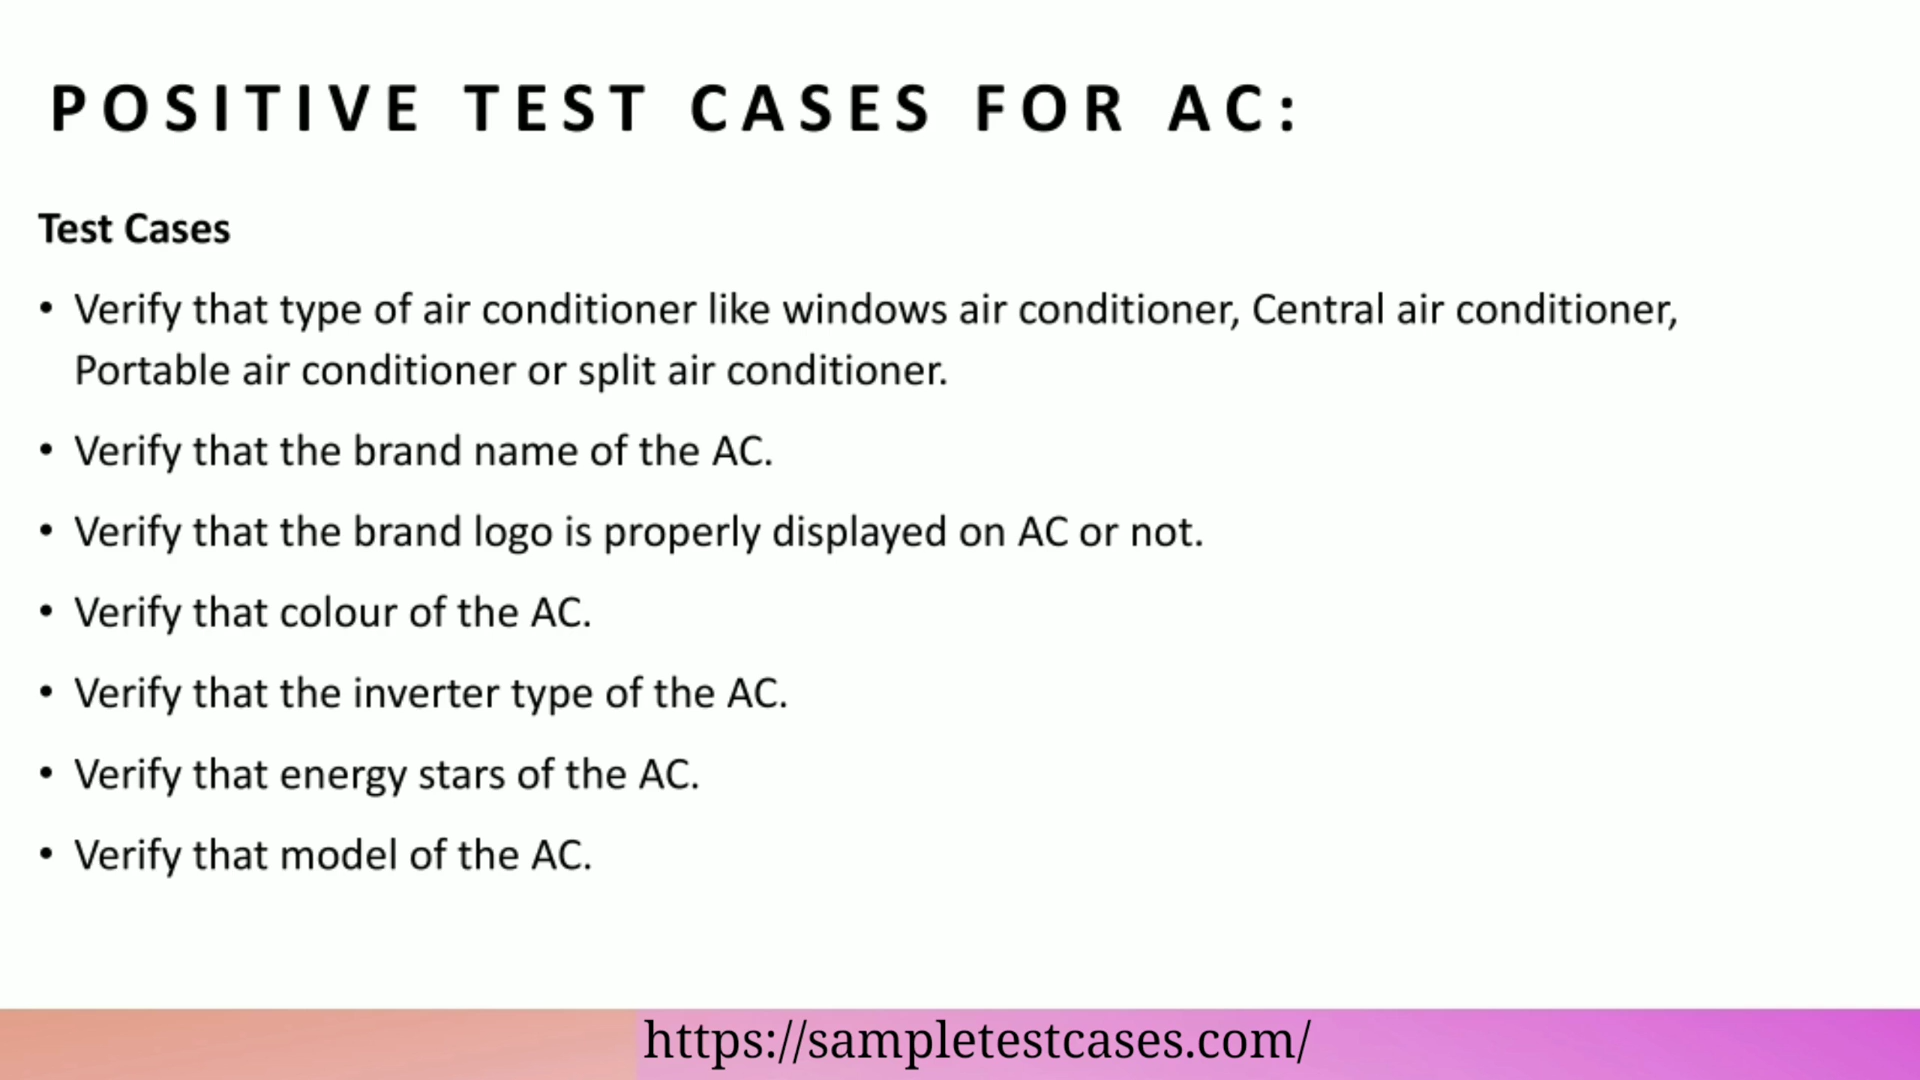 POSITIVE TEST CASES FOR AC:
Test Cases
• Verify that type of air conditioner like windows air conditioner, Central air conditioner,
Portable air conditioner or split air conditioner.
• Verify that the brand name of the AC.
• Verify that the brand logo is properly displayed on AC or not.
• Verify that colour of the AC.
• Verify that the inverter type of the AC.
• Verify that energy stars of the AC.
• Verify that model of the AC.
https://sampletestcases.com/